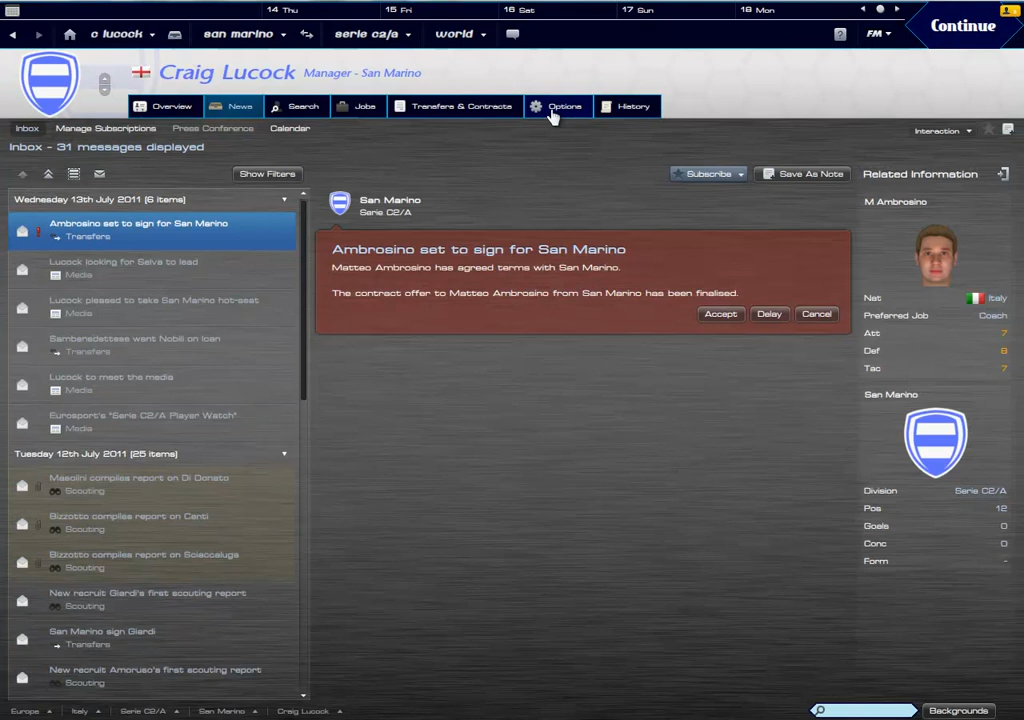 14 Thu 15 Fri 16 Sat 17 Sun 18 Mon
c lucock san marino serie c2/a world FM Continue
Craig Lucock Manager - San Marino
Overview News Search Jobs Transfers & Contracts Options History
Inbox Manage Subscriptions Press Conference Calendar Interaction
Inbox - 31 messages displayed
Show Filters Subscribe Save As Note Related Information
Wednesday 13th July 2011 (6 items)
Ambrosino set to sign for San Marino
Transfers
Lucock looking for Selva to lead
Media
Lucock pleased to take San Marino hot-seat
Media
Sambenedettese want Nobili on loan
Transfers
Lucock to meet the media
Media
Eurosport's "Serie C2/A Player Watch"
Media
Tuesday 12th July 2011 (25 items)
Masolini compiles report on Di Donato
Scouting
Bizzotto compiles report on Conti
Scouting
Bizzotto compiles report on Sciaccaluga
Scouting
New recruit Giardi's first scouting report
Scouting
San Marino sign Giardi
Transfers
New recruit Amoruso's first scouting report
Scouting
San Marino
Serie C2/A
Ambrosino set to sign for San Marino
Matteo Ambrosino has agreed terms with San Marino.
The contract offer to Matteo Ambrosino from San Marino has been finalised.
Accept Delay Cancel
M Ambrosino
Nat Italy
Preferred Job Coach
Att 7
Def 8
Tac 7
San Marino
Division Serie C2/A
Pos 12
Goals 0
Conc 0
Form -
Europe Italy Serie C2/A San Marino Craig Lucock Backgrounds